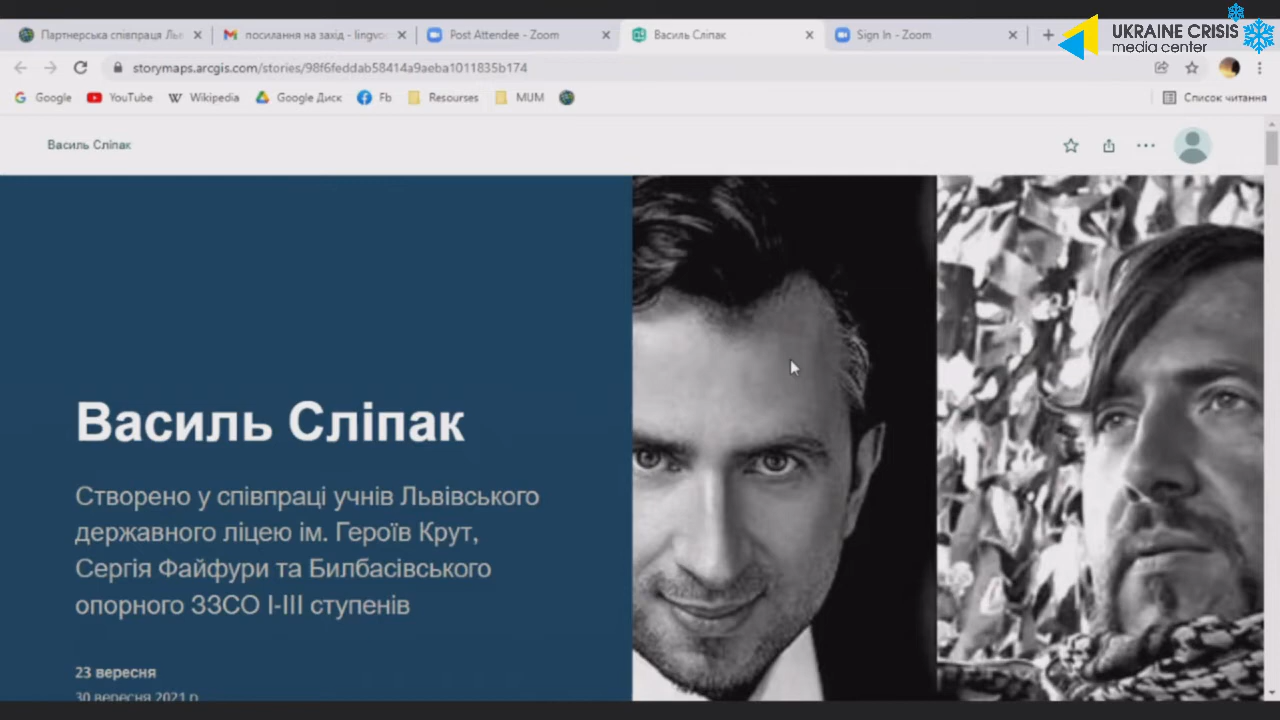 Партнерська співпраця Льв
посилання на захід - lingvo
Post Attendee - Zoom
Василь Сліпак
Sign In - Zoom
UKRAINE CRISIS
media center
storymaps.arcgis.com/stories/98f6feddab58414a9aeba1011835b174
Google
YouTube
Wikipedia
Google Диск
Fb
Resourses
MUM
Список читання
Василь Сліпак
Василь Сліпак
Створено у співпраці учнів Львівського
державного ліцею ім. Героїв Крут,
Сергія Файфури та Билбасівського
опорного ЗЗСО І-ІІІ ступенів
23 вересня
30 вересня 2021 р